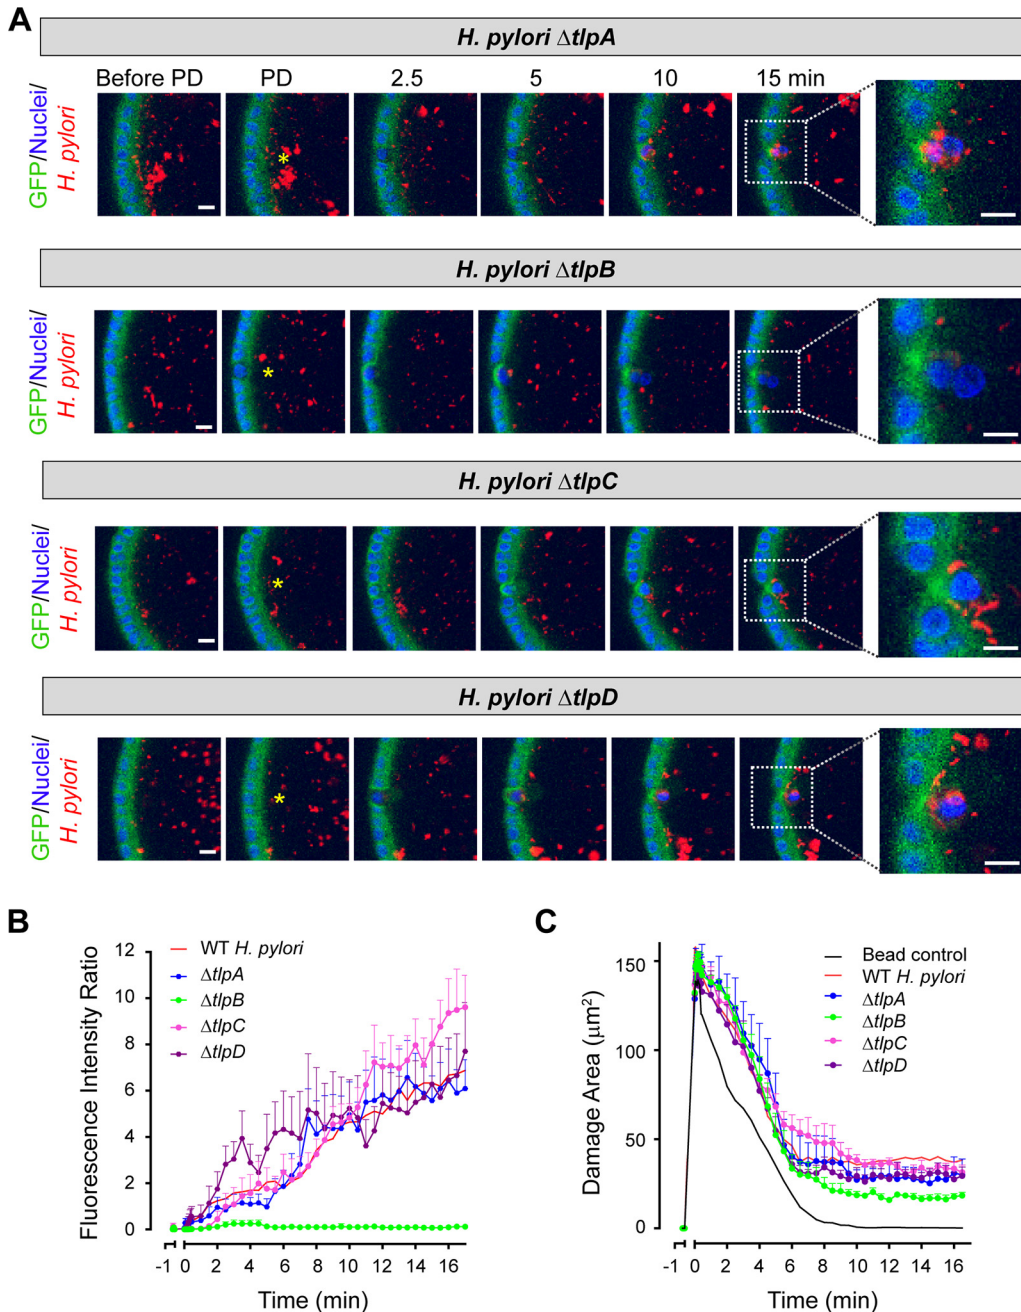 A
H. pylori ΔtlpA
Before PD PD 2.5 5 10 15 min
GFP/Nuclei/
H. pylori
*
H. pylori ΔtlpB
GFP/Nuclei/
H. pylori
*
H. pylori ΔtlpC
GFP/Nuclei/
H. pylori
*
H. pylori ΔtlpD
GFP/Nuclei/
H. pylori
*
B
Fluorescence Intensity Ratio
12
10
8
6
4
2
0
WT H. pylori
ΔtlpA
ΔtlpB
ΔtlpC
ΔtlpD
-1 0 2 4 6 8 10 12 14 16
Time (min)
C
Damage Area (μm²)
150
100
50
0
Bead control
WT H. pylori
ΔtlpA
ΔtlpB
ΔtlpC
ΔtlpD
-1 0 2 4 6 8 10 12 14 16
Time (min)